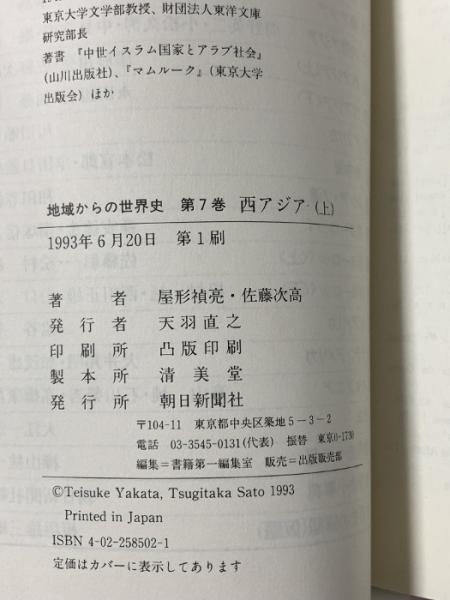 東京大学文学部教授、財団法人東洋文庫
研究部長
著書 『中世イスラム国家とアラブ社会』
(山川出版社)、『マムルーク』(東京大学
出版会) ほか
地域からの世界史 第7巻 西アジア(上)
1993年6月20日 第1刷
著者 屋形禎亮・佐藤次高
発行者 天羽直之
印刷所 凸版印刷
製本所 清美堂
発行所 朝日新聞社
〒104-11 東京都中央区築地5-3-2
電話 03-3545-0131(代表) 振替 東京0-1730
編集=書籍第一編集室 販売=出版販売部
©Teisuke Yakata, Tsugitaka Sato 1993
Printed in Japan
ISBN 4-02-258502-1
定価はカバーに表示してあります